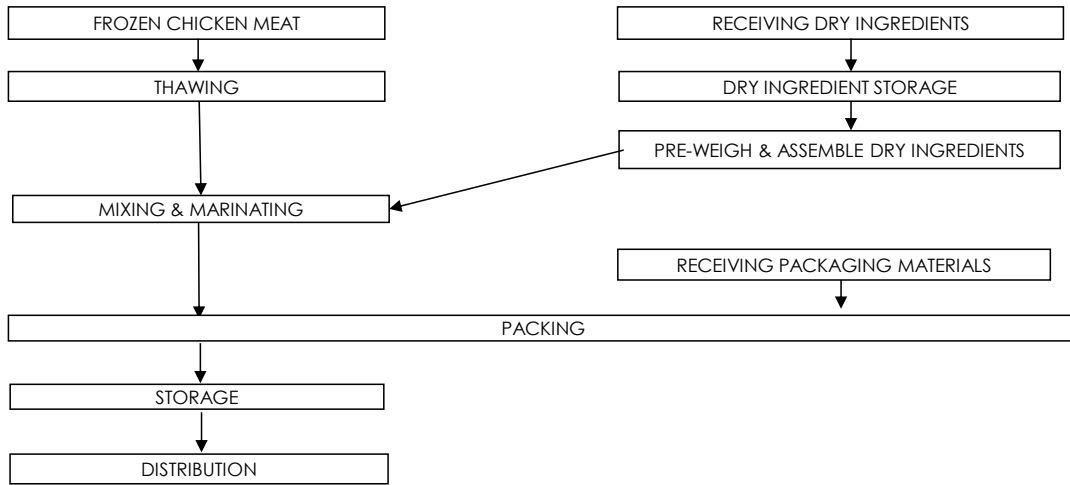 FROZEN CHICKEN MEAT
RECEIVING DRY INGREDIENTS
THAWING
DRY INGREDIENT STORAGE
PRE-WEIGH & ASSEMBLE DRY INGREDIENTS
MIXING & MARINATING
RECEIVING PACKAGING MATERIALS
PACKING
STORAGE
DISTRIBUTION